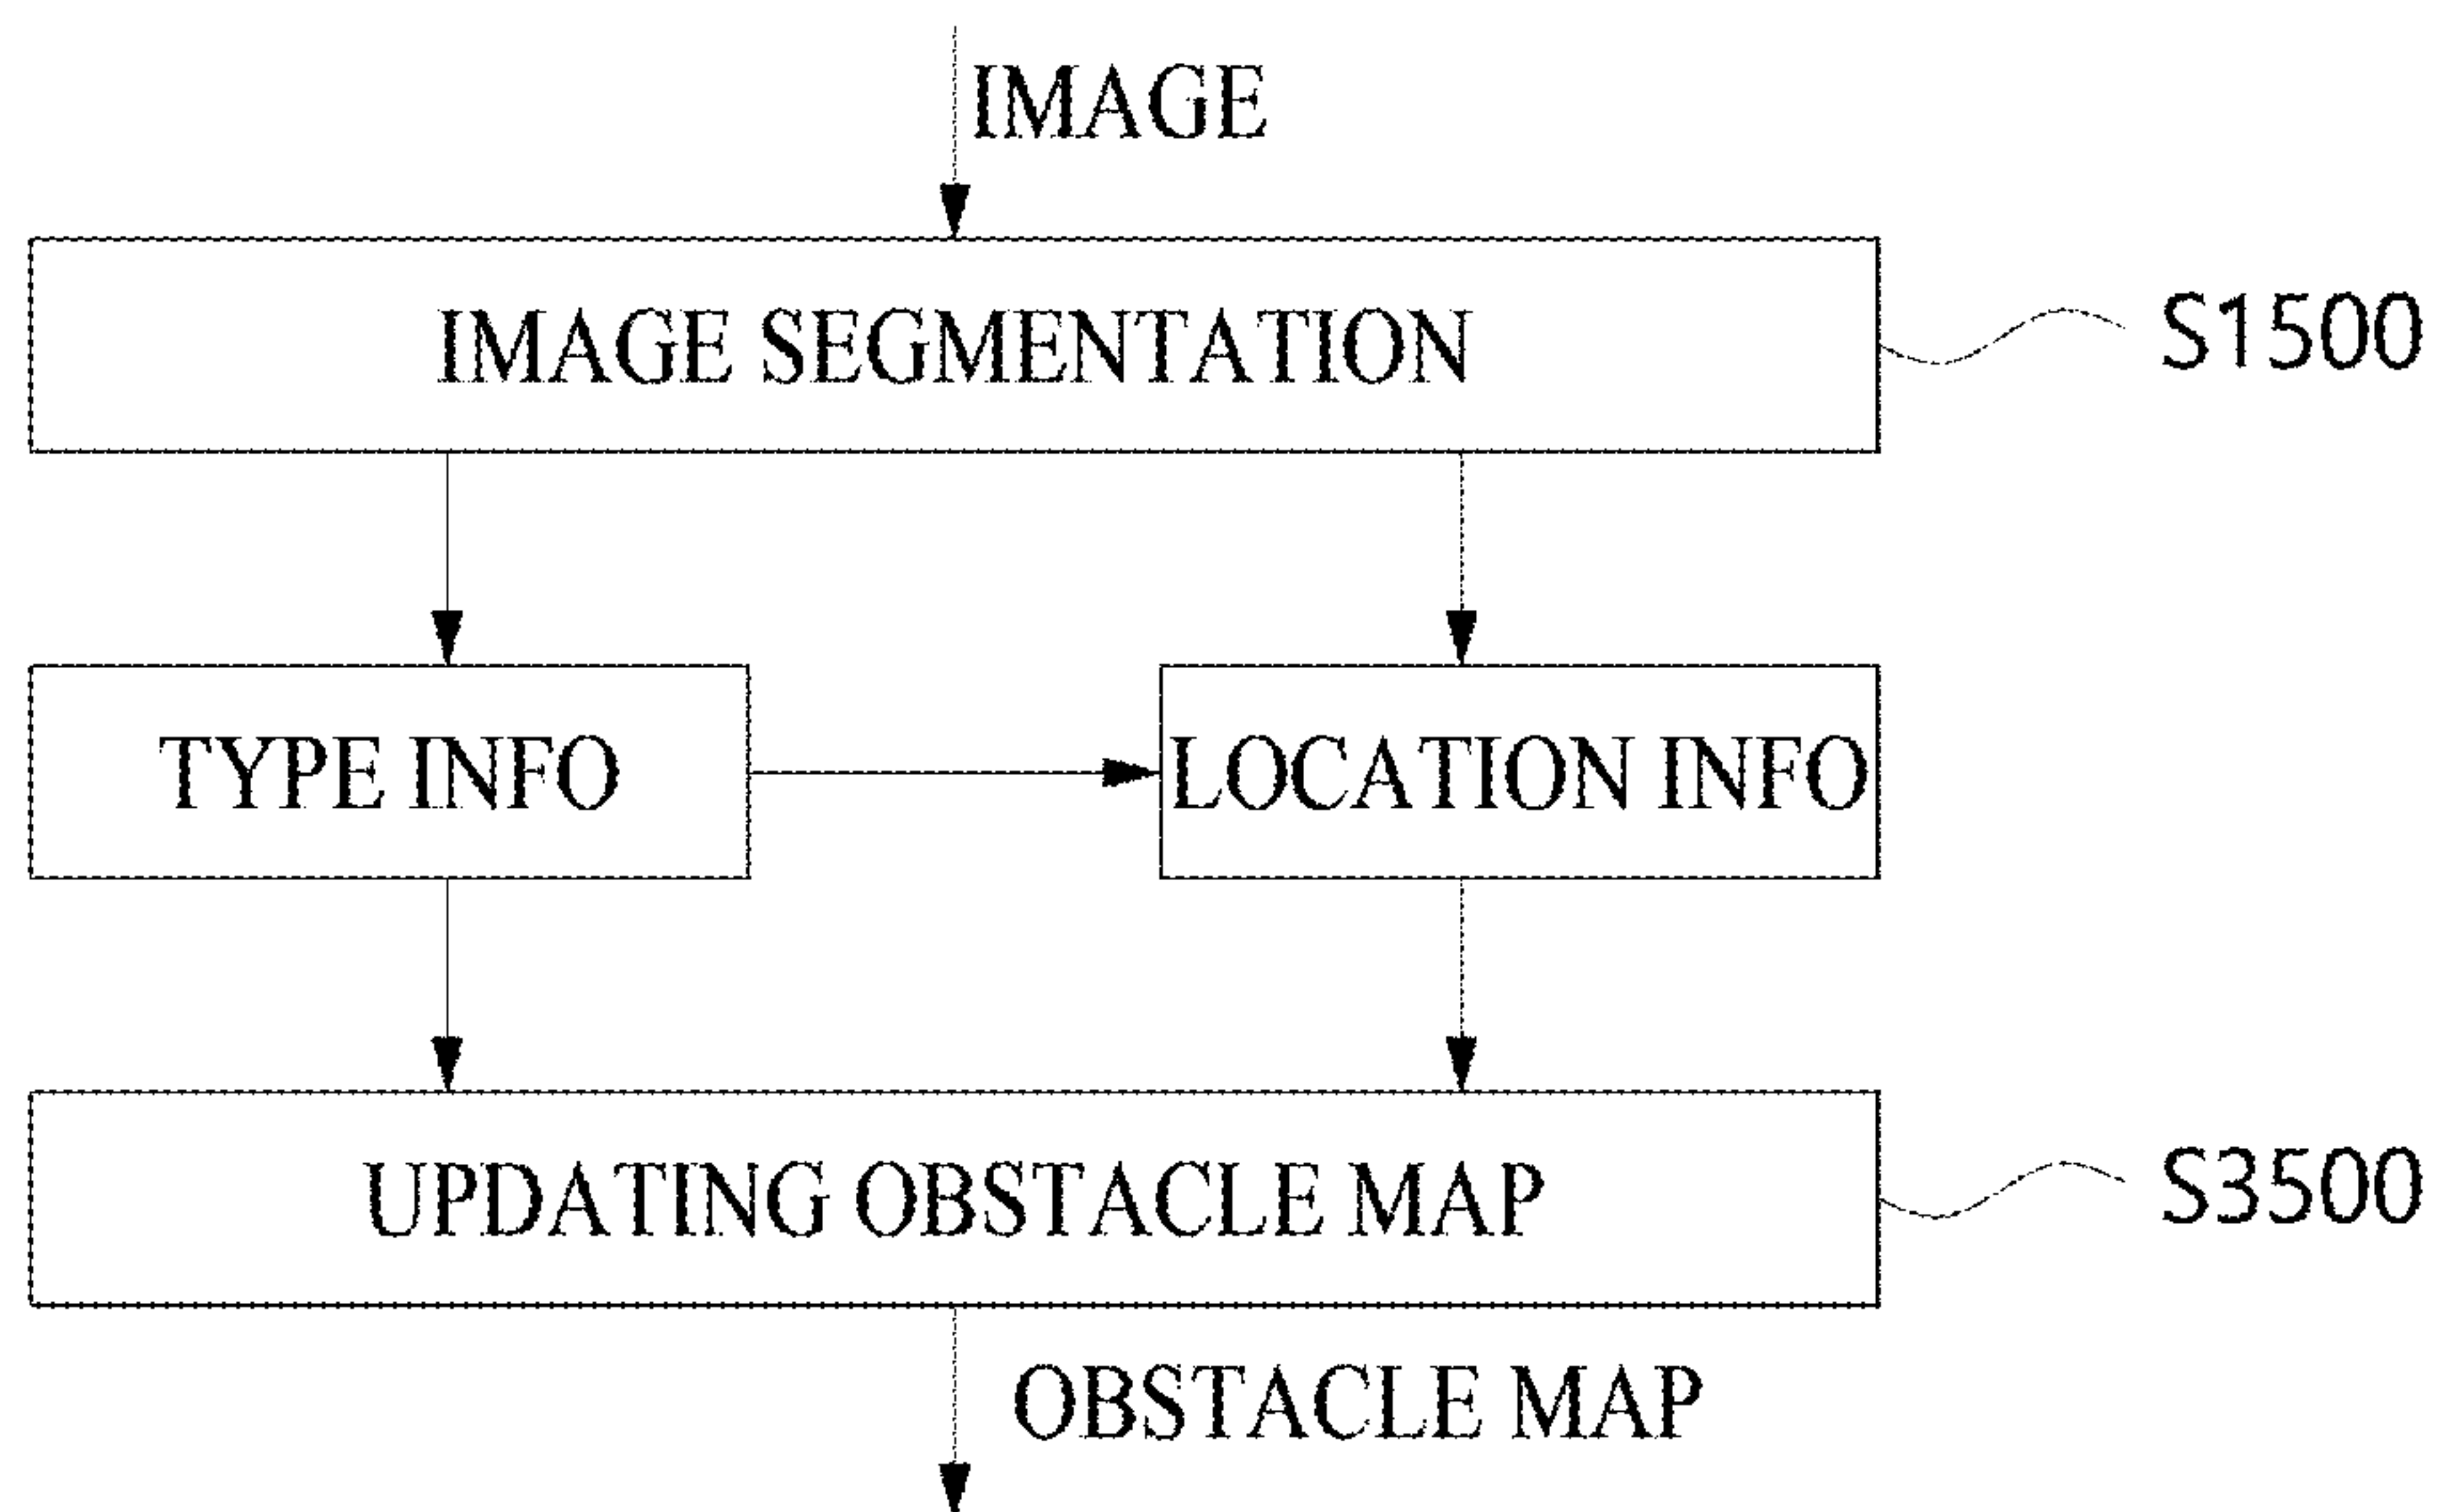 IMAGE
IMAGE SEGMENTATION
S1500
TYPE INFO
LOCATION INFO
UPDATING OBSTACLE MAP
S3500
OBSTACLE MAP